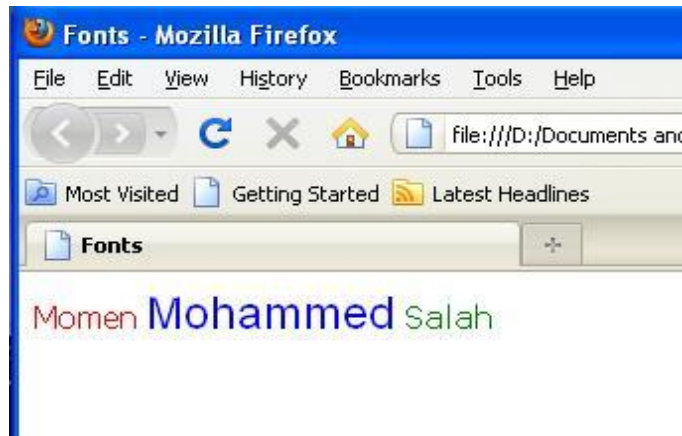 Fonts - Mozilla Firefox
File Edit View History Bookmarks Tools Help
file:///D:/Documents and
Most Visited Getting Started Latest Headlines
Fonts
Momen Mohammed Salah